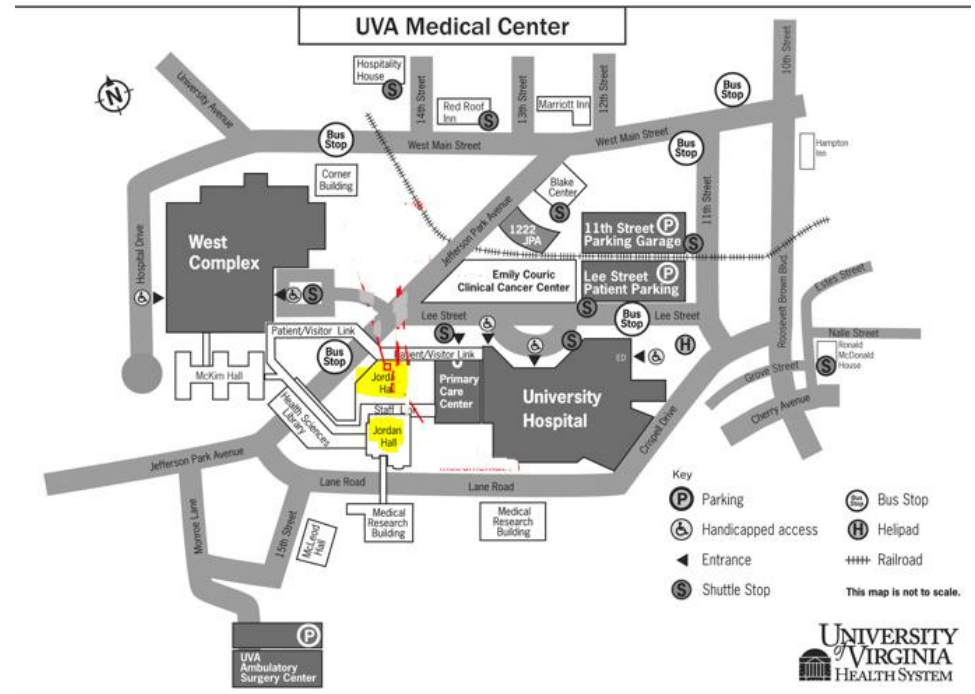 UVA Medical Center
N
University Avenue
Hospitality
House
S
14th Street
Red Roof
Inn
S
13th Street
Marriott Inn
12th Street
Bus
Stop
10th Street
Bus
Stop
West Main Street
West Main Street
Bus
Stop
Hampton
Inn
Corner
Building
Blake
Center
S
11th Street
Hospital Drive
West
Complex
Jefferson Park Avenue
1222
JPA
11th Street
Parking Garage
P
S
Emily Couric
Clinical Cancer Center
Lee Street
Patient Parking
P
S
S
Roosevelt Brown Blvd.
Estes Street
Lee Street
Bus
Stop
Lee Street
Nalle Street
Patient/Visitor Link
S
S
H
Bus
Stop
Patient/Visitor Link
ED
Ronald
McDonald
House
S
Grove Street
McKim Hall
Jorda
Hall
Primary
Care
Center
University
Hospital
Cherry Avenue
Health Sciences
Library
Staff
Jordan
Hall
Crispell Drive
Jefferson Park Avenue
Lane Road
Lane Road
Monroe Lane
15th Street
McLeod
Hall
Medical
Research
Building
Medical
Research
Building
Key
P Parking
Handicapped access
Entrance
S Shuttle Stop
Bus Stop Bus Stop
H Helipad
Railroad
This map is not to scale.
P
UVA
Ambulatory
Surgery Center
UNIVERSITY
of VIRGINIA
HEALTH SYSTEM